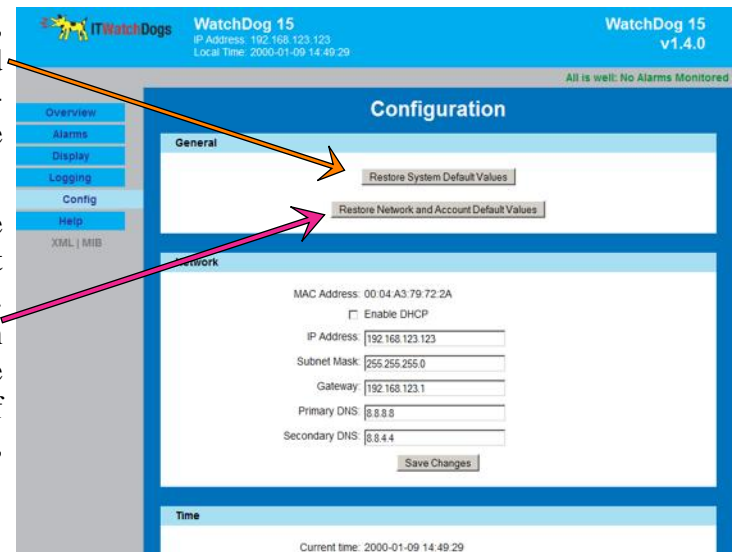 ITWatchDogs
WatchDog 15
IP Address: 192.168.123.123
Local Time: 2000-01-09 14:49:29
WatchDog 15
v1.4.0
All is well: No Alarms Monitored
Overview
Alarms
Display
Logging
Config
Help
XML | MIB
Configuration
General
Restore System Default Values
Restore Network and Account Default Values
Network
MAC Address: 00:04:A3:79:72:2A
Enable DHCP
IP Address: 192.168.123.123
Subnet Mask: 255.255.255.0
Gateway: 192.168.123.1
Primary DNS: 8.8.8.8
Secondary DNS: 8.8.4.4
Save Changes
Time
Current time: 2000-01-09 14:49:29